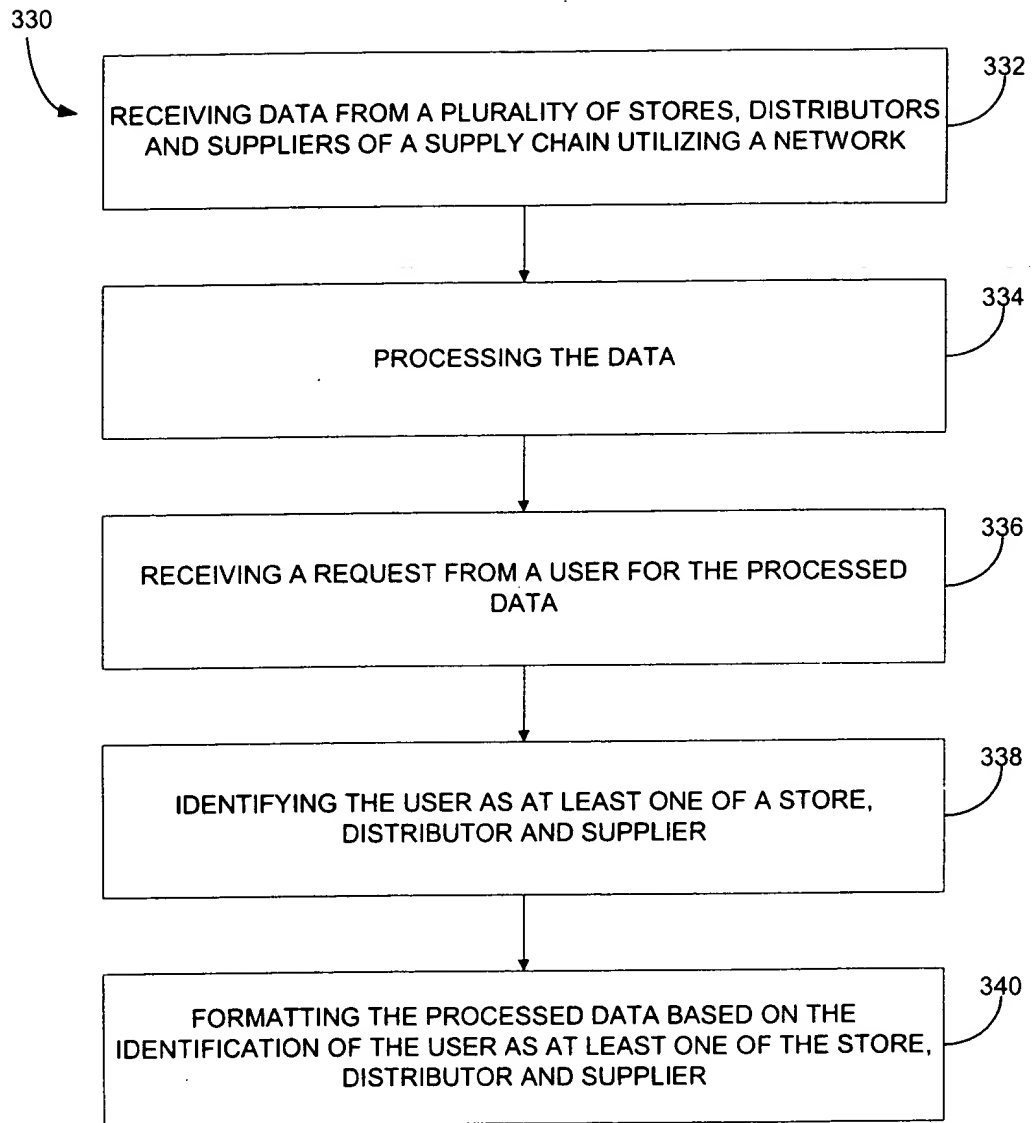 330
332
RECEIVING DATA FROM A PLURALITY OF STORES, DISTRIBUTORS
AND SUPPLIERS OF A SUPPLY CHAIN UTILIZING A NETWORK
334
PROCESSING THE DATA
336
RECEIVING A REQUEST FROM A USER FOR THE PROCESSED
DATA
338
IDENTIFYING THE USER AS AT LEAST ONE OF A STORE,
DISTRIBUTOR AND SUPPLIER
340
FORMATTING THE PROCESSED DATA BASED ON THE
IDENTIFICATION OF THE USER AS AT LEAST ONE OF THE STORE,
DISTRIBUTOR AND SUPPLIER